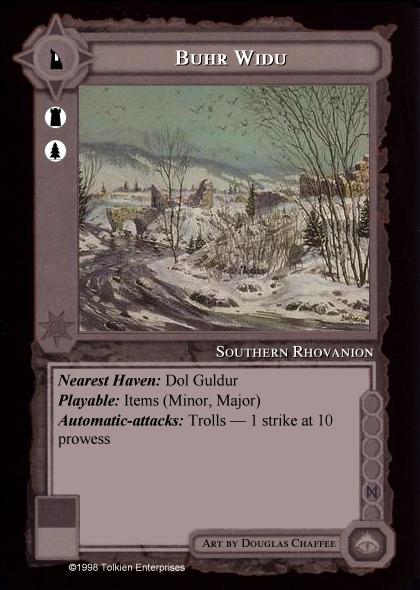 BUHR WIDU
SOUTHERN RHOVANION
Nearest Haven: Dol Guldur
Playable: Items (Minor, Major)
Automatic-attacks: Trolls — 1 strike at 10
prowess
ART BY DOUGLAS CHAFFEE
©1998 Tolkien Enterprises